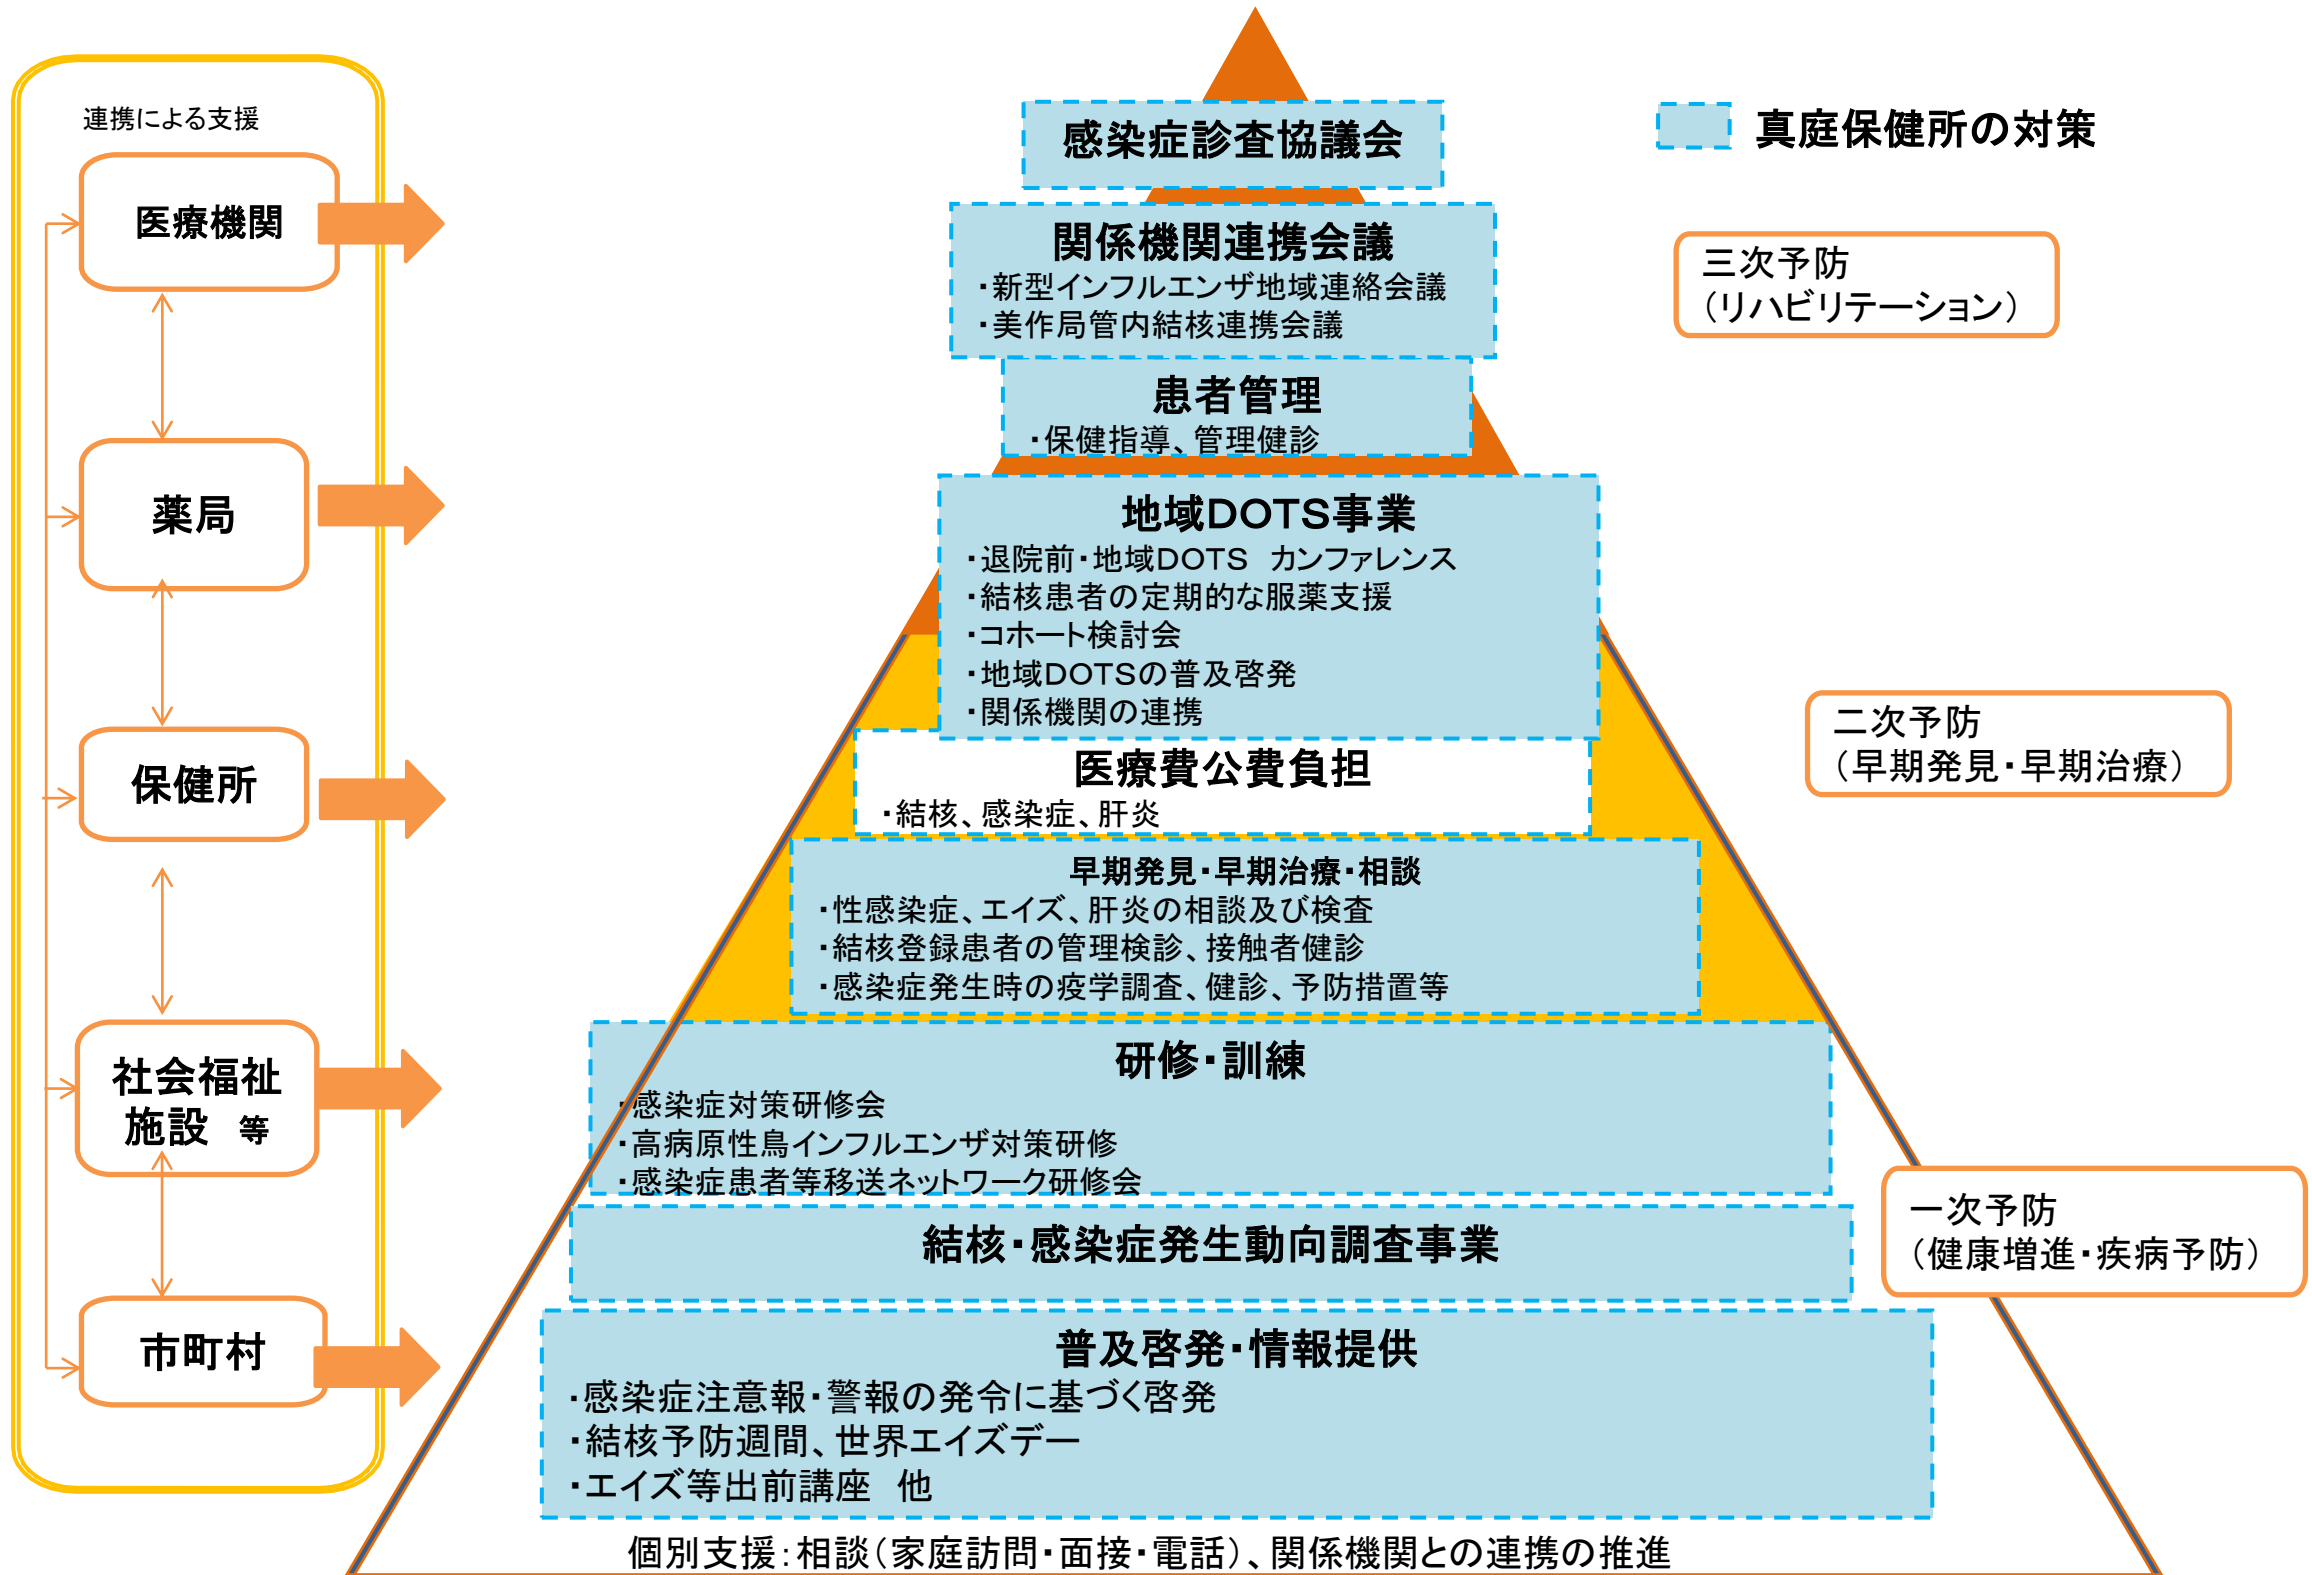 連携による支援
医療機関
薬局
保健所
社会福祉
施設　等
市町村
感染症診査協議会
関係機関連携会議
・新型インフルエンザ地域連絡会議
・美作局管内結核連携会議
患者管理
・保健指導、管理健診
地域DOTS事業
・退院前・地域DOTS　カンファレンス
・結核患者の定期的な服薬支援
・コホート検討会
・地域DOTSの普及啓発
・関係機関の連携
医療費公費負担
・結核、感染症、肝炎
早期発見・早期治療・相談
・性感染症、エイズ、肝炎の相談及び検査
・結核登録患者の管理検診、接触者健診
・感染症発生時の疫学調査、健診、予防措置等
研修・訓練
・感染症対策研修会
・高病原性鳥インフルエンザ対策研修
・感染症患者等移送ネットワーク研修会
結核・感染症発生動向調査事業
普及啓発・情報提供
・感染症注意報・警報の発令に基づく啓発
・結核予防週間、世界エイズデー
・エイズ等出前講座　他
個別支援：相談（家庭訪問・面接・電話）、関係機関との連携の推進
真庭保健所の対策
三次予防
（リハビリテーション）
二次予防
（早期発見・早期治療）
一次予防
（健康増進・疾病予防）